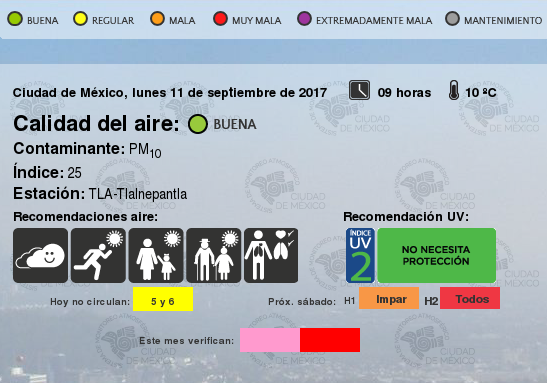 BUENA REGULAR MALA MUY MALA EXTREMADAMENTE MALA MANTENIMIENTO
Ciudad de México, lunes 11 de septiembre de 2017 09 horas 10 ºC
Calidad del aire: BUENA
Contaminante: PM10
Índice: 25
Estación: TLA-Tlalnepantla
Recomendaciones aire: Recomendación UV:
ÍNDICE
UV
2
NO NECESITA
PROTECCIÓN
Hoy no circulan: 5 y 6 Próx. sábado: H1 Impar H2 Todos
Este mes verifican:
CIUDAD
DE MÉXICO